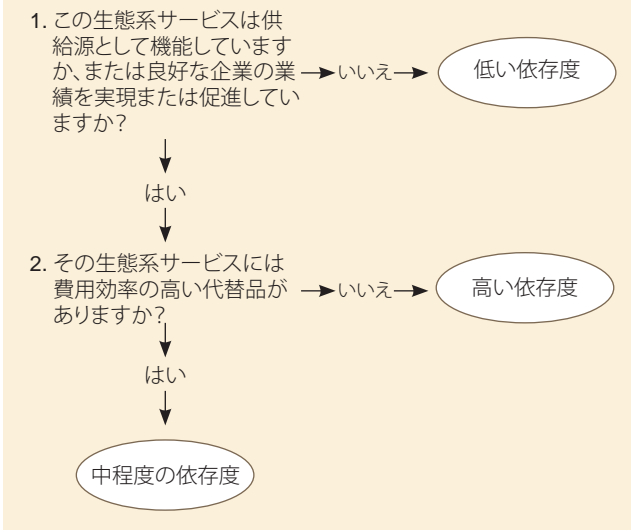 1. この生態系サービスは供
給源として機能しています
か、または良好な企業の業
績を実現または促進してい
ますか？
いいえ
低い依存度
はい
2. その生態系サービスには
費用効率の高い代替品が
ありますか？
いいえ
高い依存度
はい
中程度の依存度